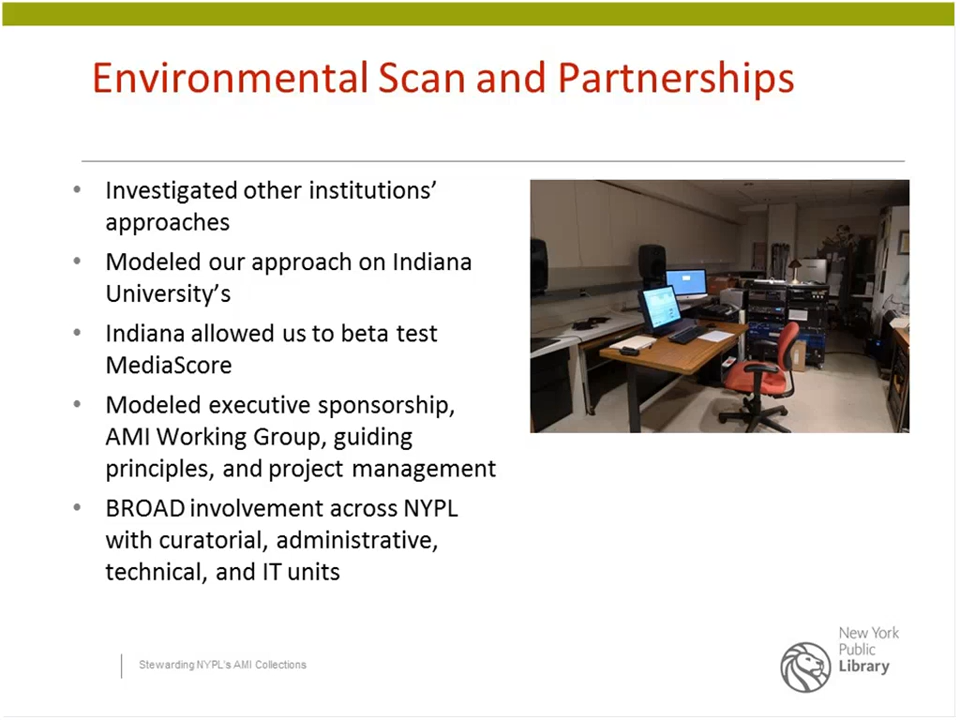 Environmental Scan and Partnerships
• Investigated other institutions’
approaches
• Modeled our approach on Indiana
University’s
• Indiana allowed us to beta test
MediaScore
• Modeled executive sponsorship,
AMI Working Group, guiding
principles, and project management
• BROAD involvement across NYPL
with curatorial, administrative,
technical, and IT units
Stewarding NYPL's AMI Collections
New York
Public
Library